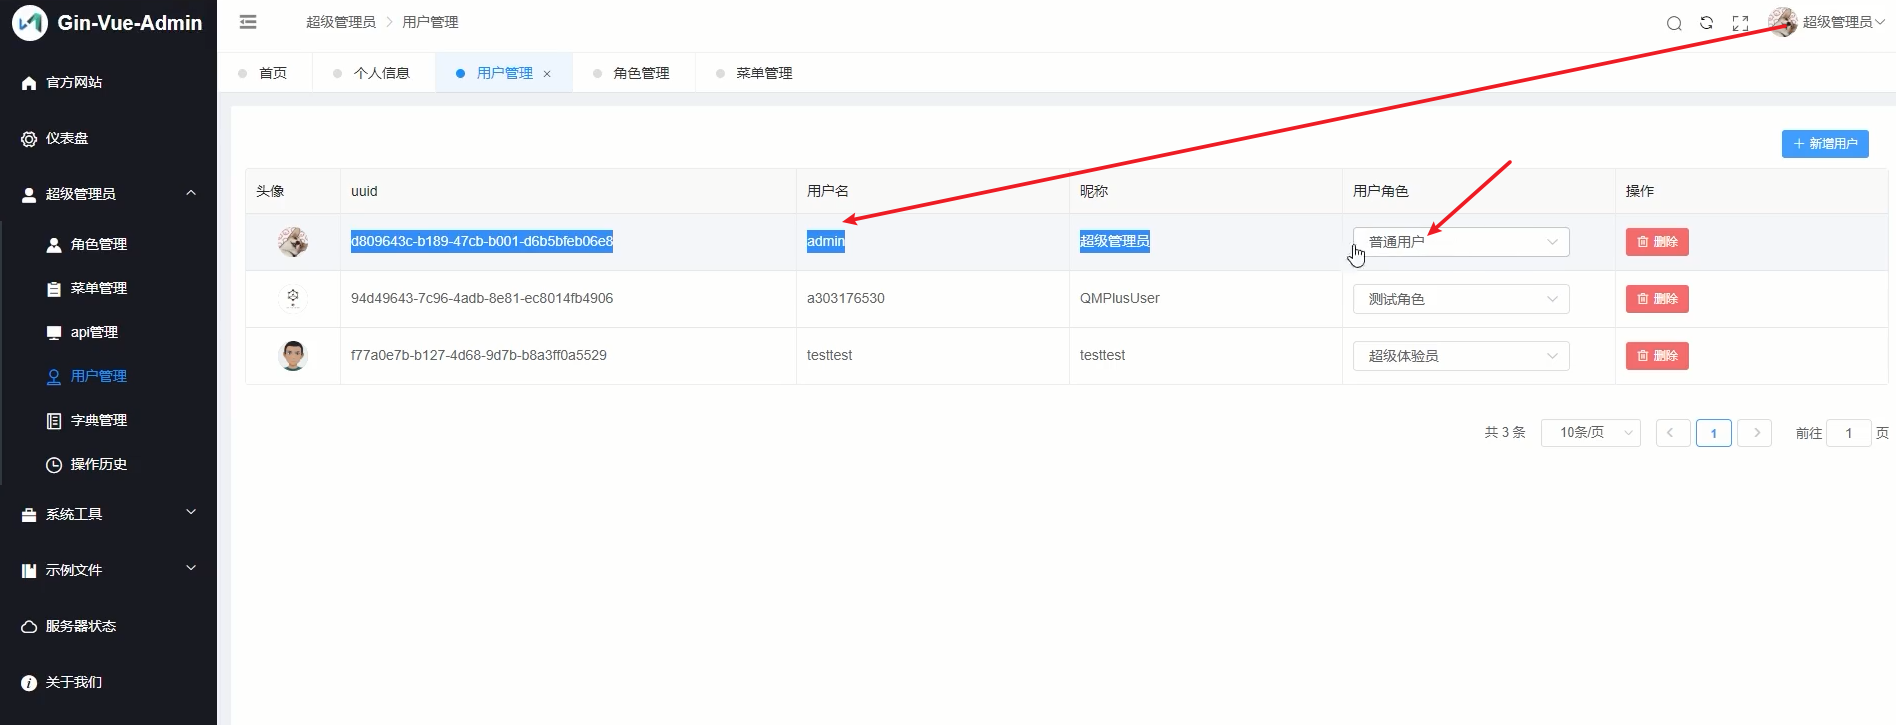 Gin-Vue-Admin
超级管理员 > 用户管理
超级管理员
首页
个人信息
用户管理 ×
角色管理
菜单管理
官方网站
仪表盘
超级管理员
角色管理
菜单管理
api管理
用户管理
字典管理
操作历史
系统工具
示例文件
服务器状态
关于我们
+ 新增用户
头像 uuid 用户名 昵称 用户角色 操作
d809643c-b189-47cb-b001-d6b5bfeb06e8 admin 超级管理员 普通用户 删除
94d49643-7c96-4adb-8e81-ec8014fb4906 a303176530 QMPlusUser 测试角色 删除
f77a0e7b-b127-4d68-9d7b-b8a3ff0a5529 testtest testtest 超级体验员 删除
共 3 条 10条/页 < 1 > 前往 1 页